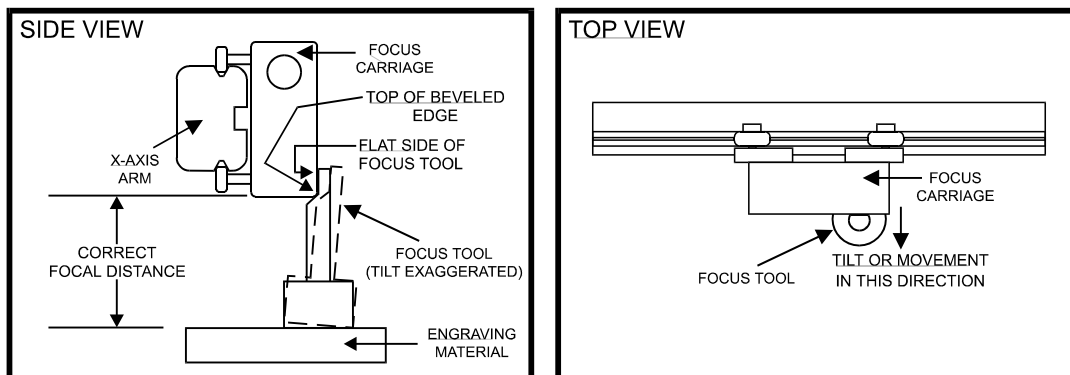 SIDE VIEW
FOCUS
CARRIAGE
TOP OF BEVELED
EDGE
FLAT SIDE OF
FOCUS TOOL
X-AXIS
ARM
CORRECT
FOCAL DISTANCE
FOCUS TOOL
(TILT EXAGGERATED)
ENGRAVING
MATERIAL
TOP VIEW
FOCUS
CARRIAGE
FOCUS TOOL
TILT OR MOVEMENT
IN THIS DIRECTION